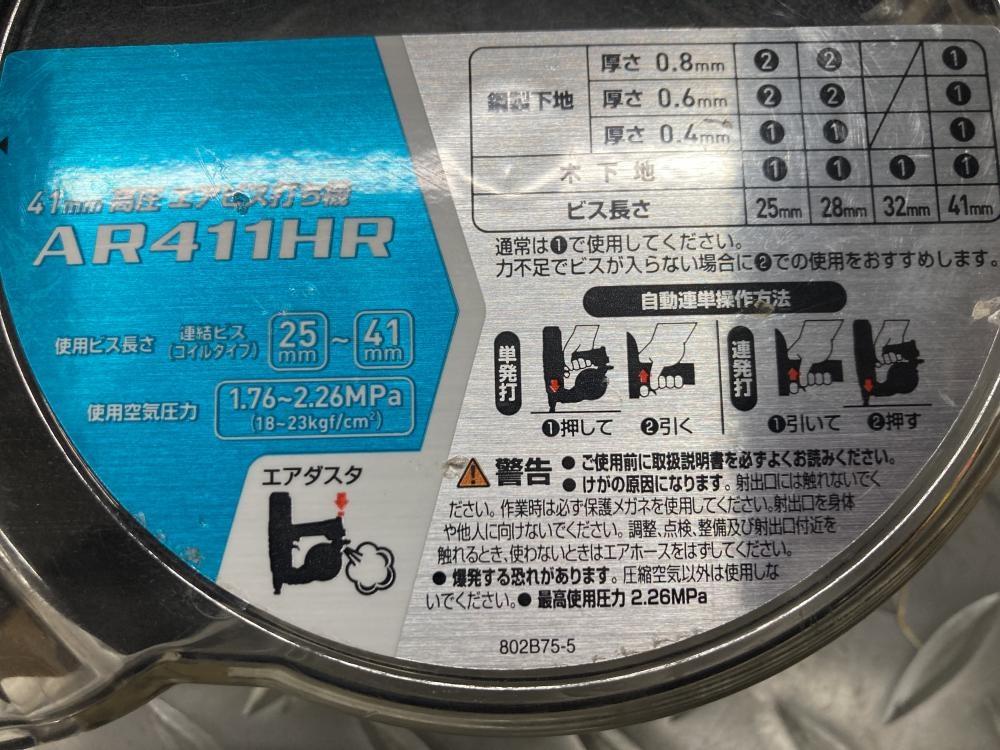 41mm 高圧 エアビス打ち機
AR411HR
使用ビス長さ 連結ビス (コイルタイプ) 25mm ~ 41mm
使用空気圧力 1.76~2.26MPa
(18~23kgf/cm²)
エアダスタ
鋼製下地 厚さ 0.8mm ❷ ❷ ❶
厚さ 0.6mm ❷ ❷ ❶
厚さ 0.4mm ❶ ❶ ❶
木下地 ❶ ❶ ❶ ❶
ビス長さ 25mm 28mm 32mm 41mm
通常は❶で使用してください。
力不足でビスが入らない場合に❷での使用をおすすめします。
自動連単操作方法
単発打 ❶押して ❷引く
連発打 ❶引いて ❷押す
警告 ● ご使用前に取扱説明書を必ずよくお読みください。
● けがの原因になります。射出口には触れないでく
ださい。作業時は必ず保護メガネを使用してください。射出口を身体
や他人に向けないでください。調整、点検、整備及び射出口付近を
触れるとき、使わないときはエアホースをはずしてください。
● 爆発する恐れがあります。圧縮空気以外は使用しな
いでください。● 最高使用圧力 2.26MPa
802B75-5